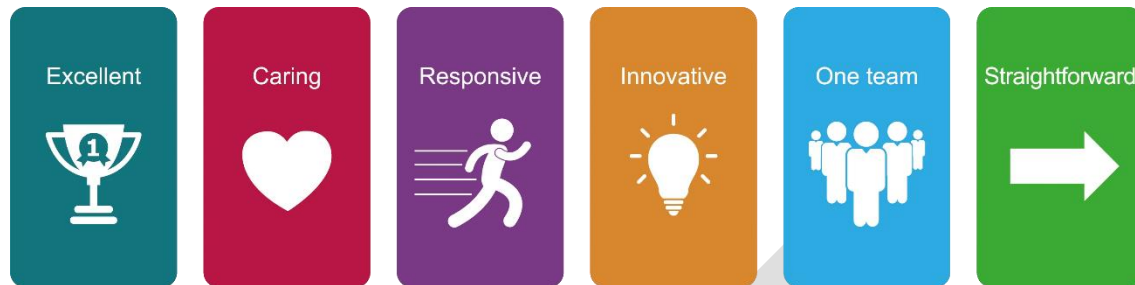 Excellent
Caring
Responsive
Innovative
One team
Straightforward
1